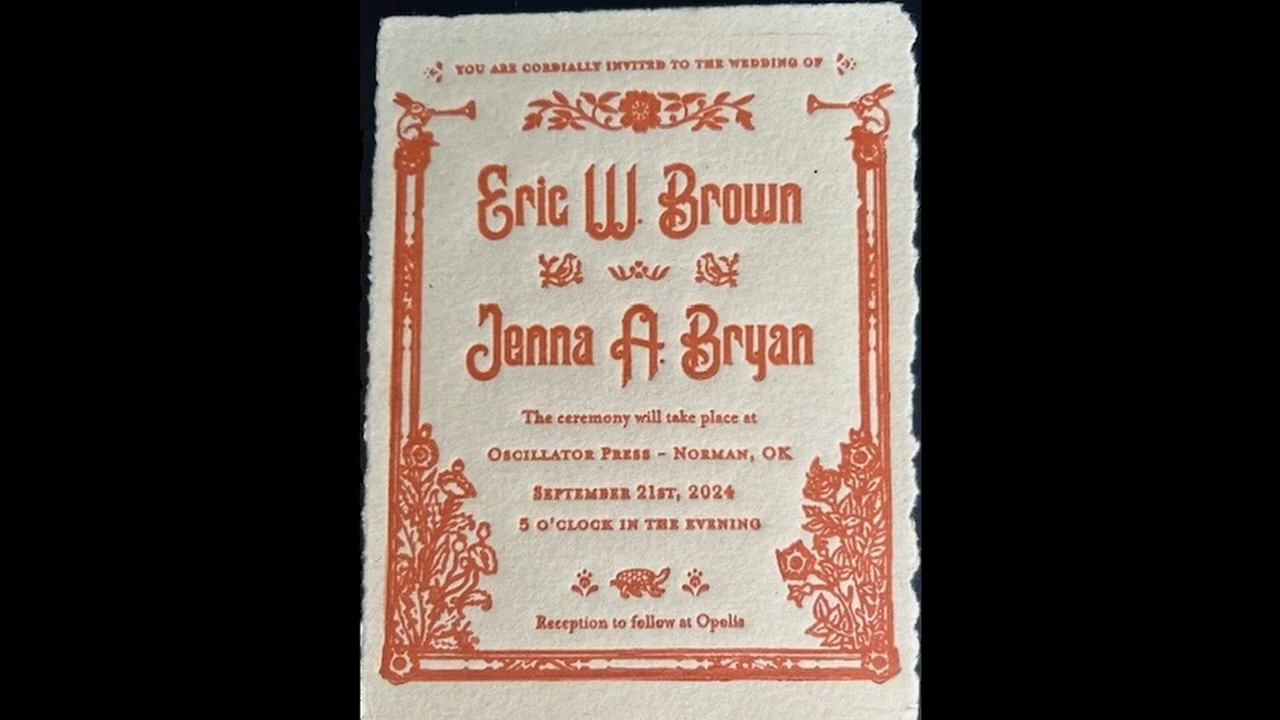 YOU ARE CORDIALLY INVITED TO THE WEDDING OF
Eric W. Brown
Jenna A. Bryan
The ceremony will take place at
OSCILLATOR PRESS – NORMAN, OK
SEPTEMBER 21ST, 2024
5 O'CLOCK IN THE EVENING
Reception to follow at Opolis